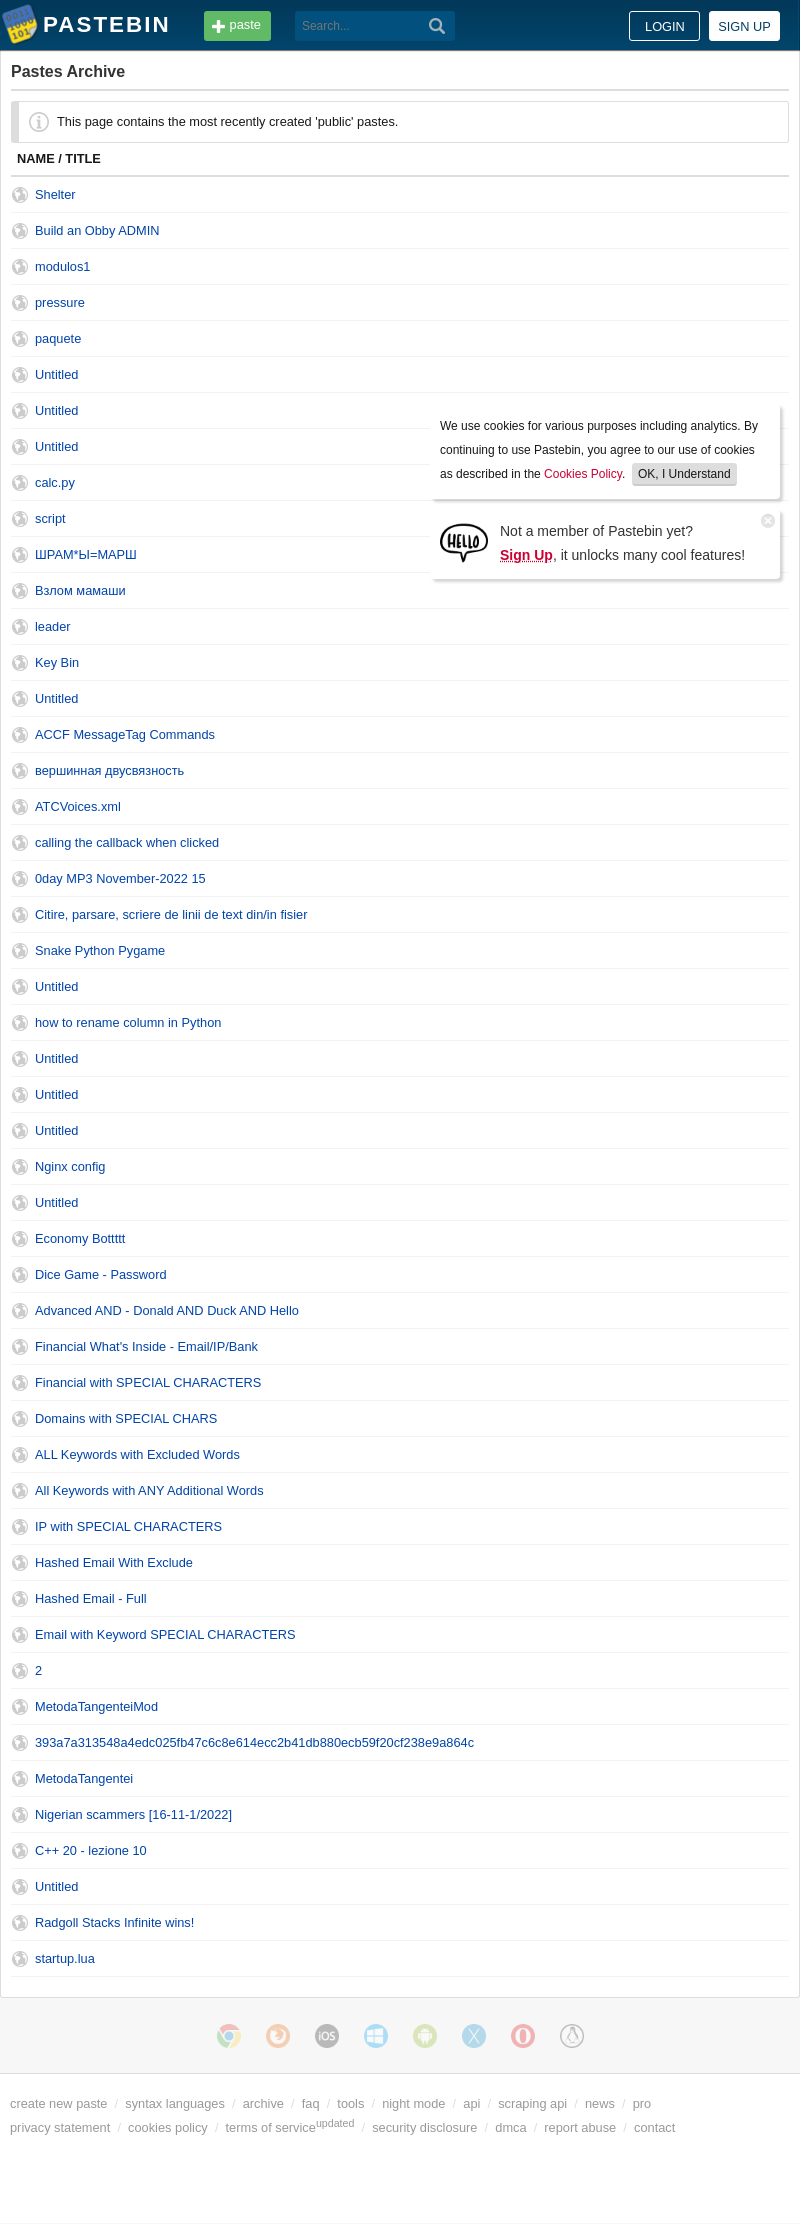 PASTEBIN
paste
Search...
LOGIN
SIGN UP
Pastes Archive
This page contains the most recently created 'public' pastes.
NAME / TITLE
Shelter
Build an Obby ADMIN
modulos1
pressure
paquete
Untitled
Untitled
Untitled
calc.py
script
ШРАМ*Ы=МАРШ
Взлом мамаши
leader
Key Bin
Untitled
ACCF MessageTag Commands
вершинная двусвязность
ATCVoices.xml
calling the callback when clicked
0day MP3 November-2022 15
Citire, parsare, scriere de linii de text din/in fisier
Snake Python Pygame
Untitled
how to rename column in Python
Untitled
Untitled
Untitled
Nginx config
Untitled
Economy Bottttt
Dice Game - Password
Advanced AND - Donald AND Duck AND Hello
Financial What's Inside - Email/IP/Bank
Financial with SPECIAL CHARACTERS
Domains with SPECIAL CHARS
ALL Keywords with Excluded Words
All Keywords with ANY Additional Words
IP with SPECIAL CHARACTERS
Hashed Email With Exclude
Hashed Email - Full
Email with Keyword SPECIAL CHARACTERS
2
MetodaTangenteiMod
393a7a313548a4edc025fb47c6c8e614ecc2b41db880ecb59f20cf238e9a864c
MetodaTangentei
Nigerian scammers [16-11-1/2022]
C++ 20 - lezione 10
Untitled
Radgoll Stacks Infinite wins!
startup.lua
We use cookies for various purposes including analytics. By
continuing to use Pastebin, you agree to our use of cookies
as described in the Cookies Policy. OK, I Understand
HELLO
Not a member of Pastebin yet?
Sign Up, it unlocks many cool features!
iOS
create new paste / syntax languages / archive / faq / tools / night mode / api / scraping api / news / pro
privacy statement / cookies policy / terms of service updated / security disclosure / dmca / report abuse / contact